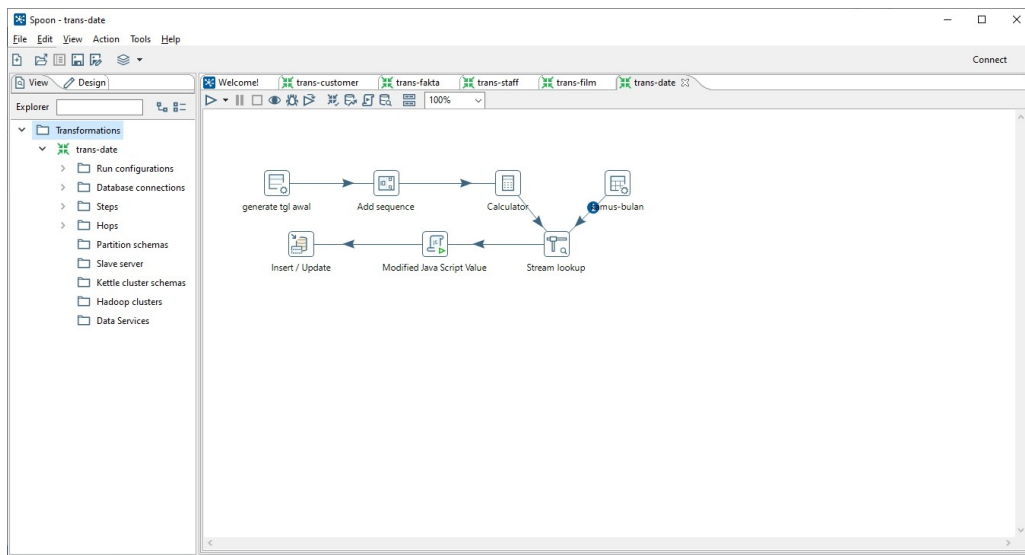 Spoon - trans-date
File Edit View Action Tools Help
Connect
View Design
Explorer
Transformations
trans-date
Run configurations
Database connections
Steps
Hops
Partition schemas
Slave server
Kettle cluster schemas
Hadoop clusters
Data Services
Welcome! trans-customer trans-fakta trans-staff trans-film trans-date
100%
generate tgl awal Add sequence Calculator amus-bulan
Insert / Update Modified Java Script Value Stream lookup